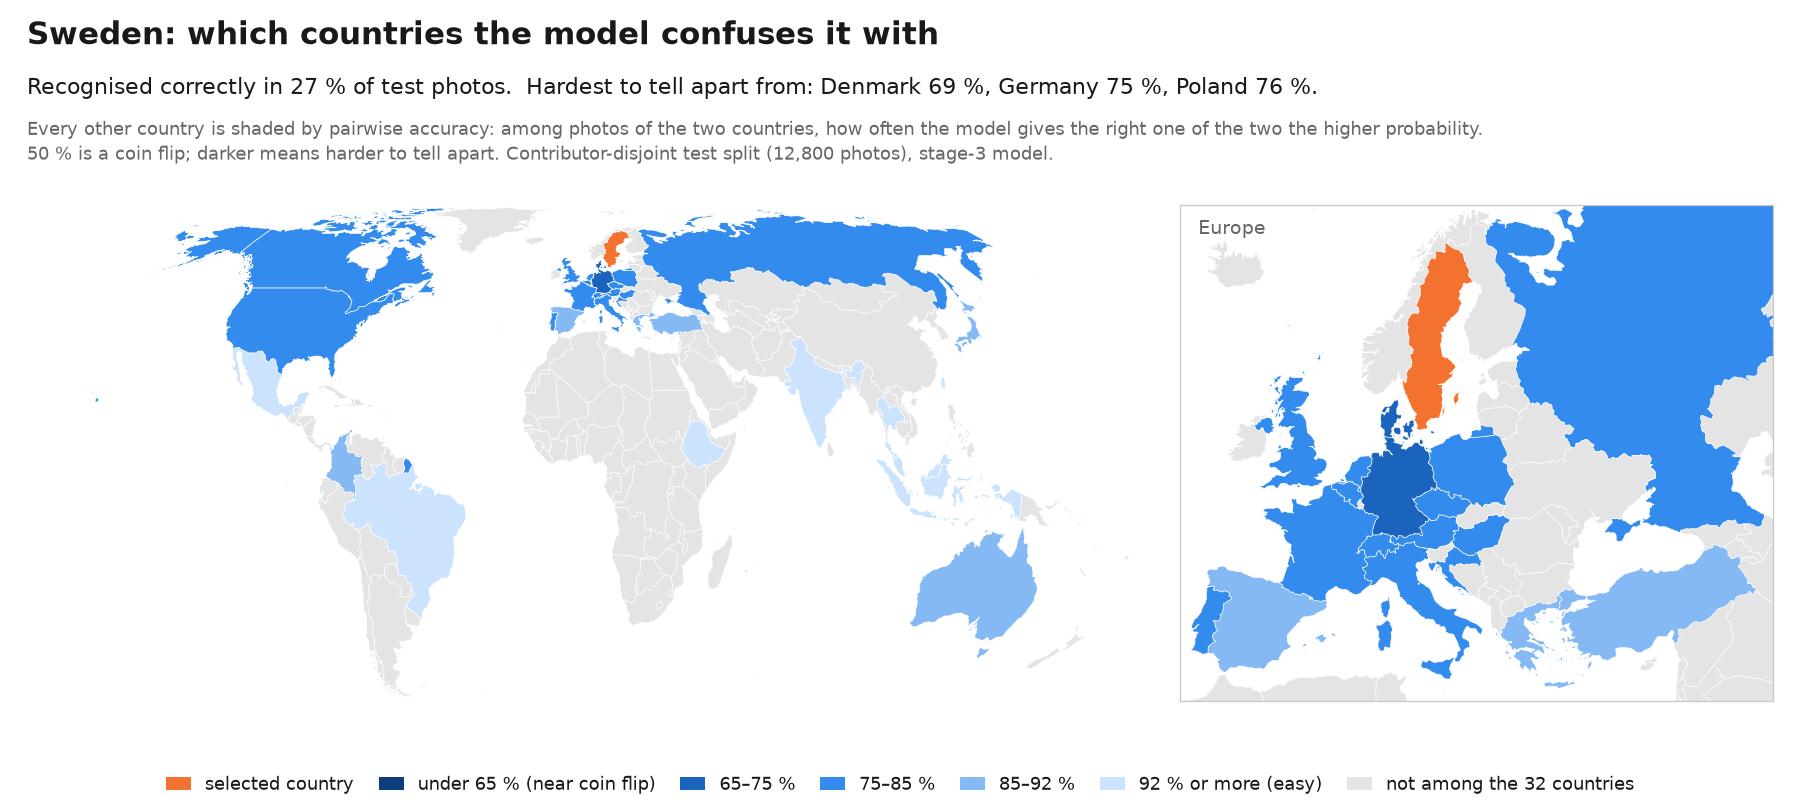 Sweden: which countries the model confuses it with
Recognised correctly in 27 % of test photos.  Hardest to tell apart from: Denmark 69 %, Germany 75 %, Poland 76 %.
Every other country is shaded by pairwise accuracy: among photos of the two countries, how often the model gives the right one of the two the higher probability.
50 % is a coin flip; darker means harder to tell apart. Contributor-disjoint test split (12,800 photos), stage-3 model.
Europe
selected country
under 65 % (near coin flip)
65–75 %
75–85 %
85–92 %
92 % or more (easy)
not among the 32 countries